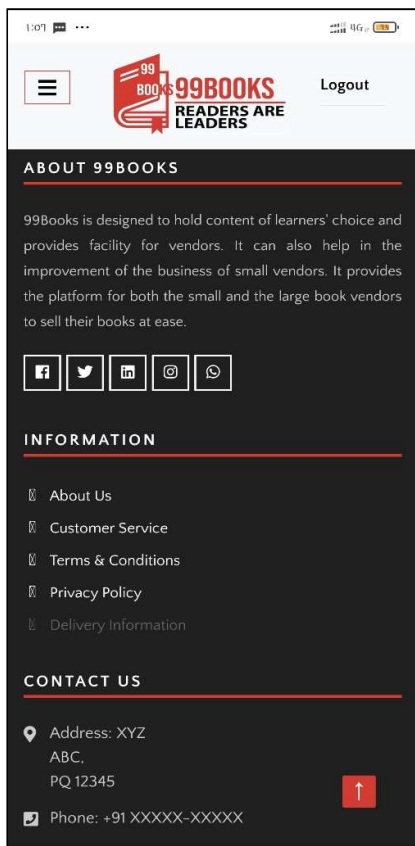 1:07
4G
Logout
99
BOOKS
99BOOKS
READERS ARE
LEADERS
ABOUT 99BOOKS
99Books is designed to hold content of learners' choice and
provides facility for vendors. It can also help in the
improvement of the business of small vendors. It provides
the platform for both the small and the large book vendors
to sell their books at ease.
INFORMATION
About Us
Customer Service
Terms & Conditions
Privacy Policy
Delivery Information
CONTACT US
Address: XYZ
ABC,
PQ 12345
Phone: +91 XXXXX-XXXXX